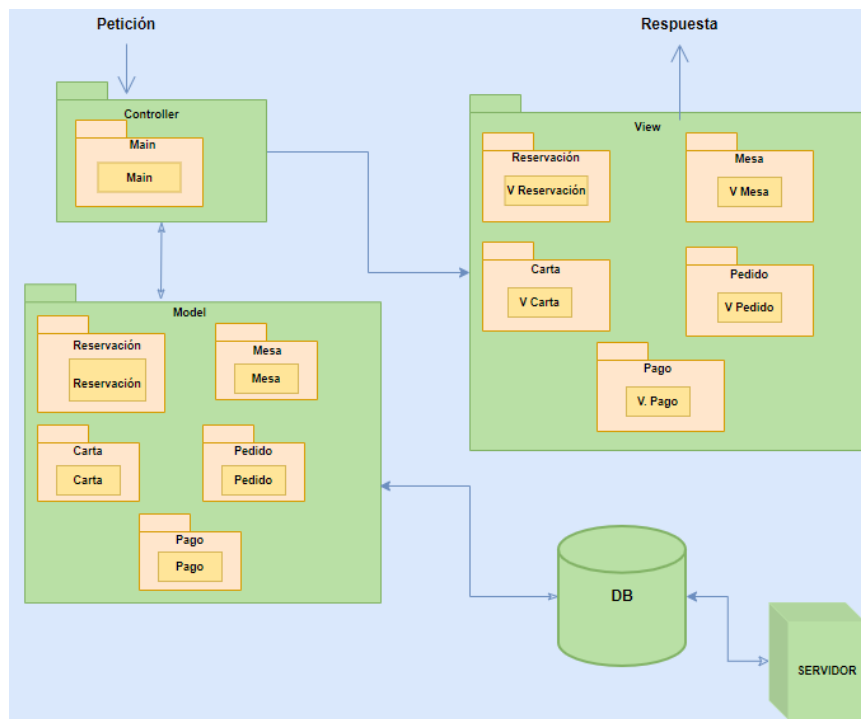 Petición
Respuesta
Controller
Main
Main
View
Reservación
V Reservación
Mesa
V Mesa
Carta
V Carta
Pedido
V Pedido
Pago
V. Pago
Model
Reservación
Reservación
Mesa
Mesa
Carta
Carta
Pedido
Pedido
Pago
Pago
DB
SERVIDOR